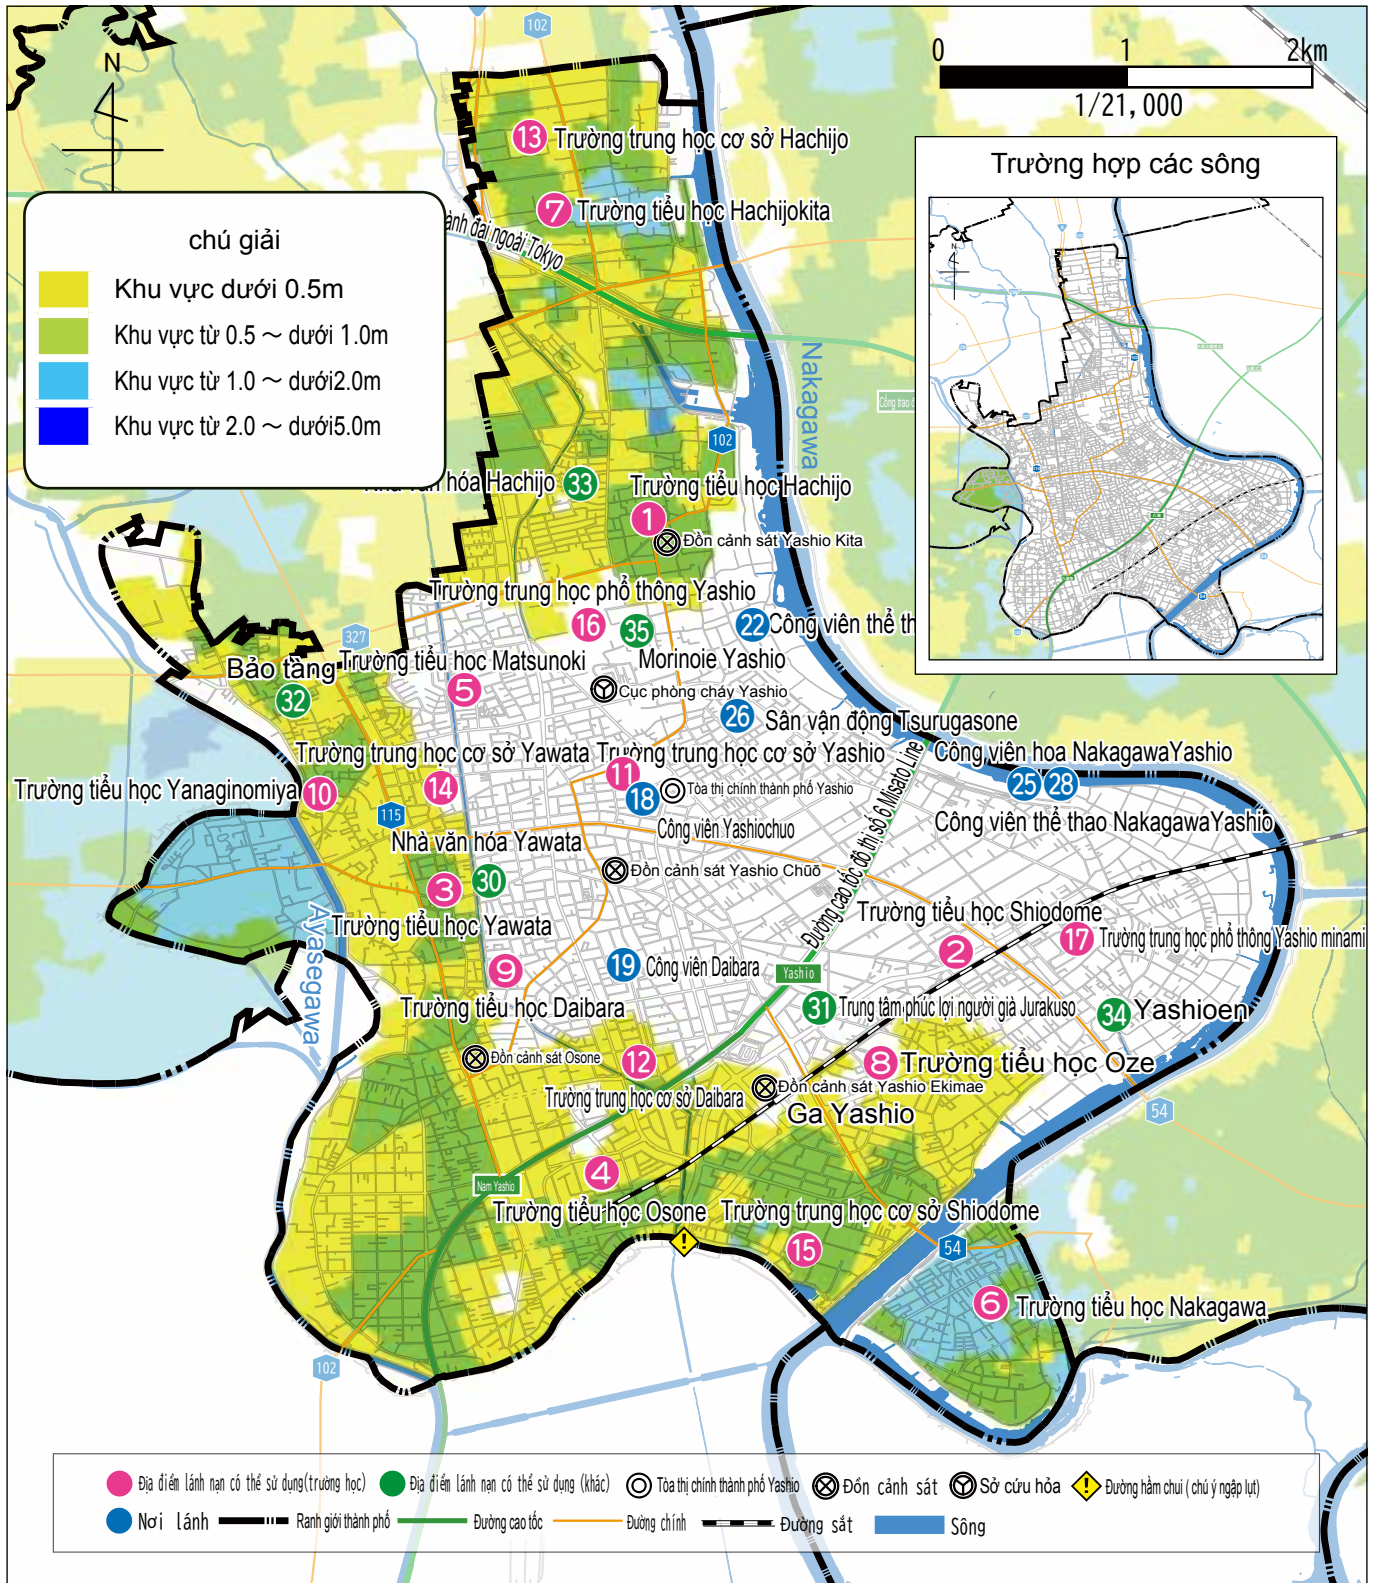 102
N
0 1 2km
1/21,000
Trường hợp các sông
N
13 Trường trung học cơ sở Hachijo
7 Trường tiểu học Hachijokita
ành đai ngoài Tokyo
chú giải
Khu vực dưới 0.5m
Khu vực từ 0.5 ～ dưới 1.0m
Khu vực từ 1.0 ～ dưới2.0m
Khu vực từ 2.0 ～ dưới5.0m
Nakagawa
102
hóa Hachijo 33
Trường tiểu học Hachijo
1
Đồn cảnh sát Yashio Kita
Trường trung học phổ thông Yashio
16 35
22 Công viên thể th
327
Morinoie Yashio
Bảo tầng
32
Trường tiểu học Matsunoki
5
Cục phòng cháy Yashio
26 Sân vận động Tsurugasone
Trường trung học cơ sở Yawata
14
Trường trung học cơ sở Yashio
11
18
Tòa thị chính thành phố Yashio
Công viên Yashiochuo
Công viên hoa NakagawaYashio
25 28
Công viên thể thao NakagawaYashio
Trường tiểu học Yanaginomiya 10
115
Nhà văn hóa Yawata
3 30
Trường tiểu học Yawata
Đồn cảnh sát Yashio Chūō
Đường cao tốc đô thị số 6 Misato Line
Ayasegawa
Trường tiểu học Shiodome
2
17
Trường trung học phổ thông Yashio minami
9
Trường tiểu học Daibara
19 Công viên Daibara
Yashio
31 Trung tâm phúc lợi người già Jurakuso
34 Yashioen
Đồn cảnh sát Osone
12
Trường trung học cơ sở Daibara
8 Trường tiểu học Oze
Đồn cảnh sát Yashio Ekimae
Ga Yashio
54
4
Nam Yashio
Trường tiểu học Osone
Trường trung học cơ sở Shiodome
15
54
6 Trường tiểu học Nakagawa
102
Địa điểm lánh nạn có thể sử dụng(trường học)
Địa điểm lánh nạn có thể sử dụng (khác)
Tòa thị chính thành phố Yashio
Đồn cảnh sát
Sở cứu hỏa
Đường hầm chui ( chú ý ngập lụt)
Nơi lánh
Ranh giới thành phố
Đường cao tốc
Đường chính
Đường sắt
Sông